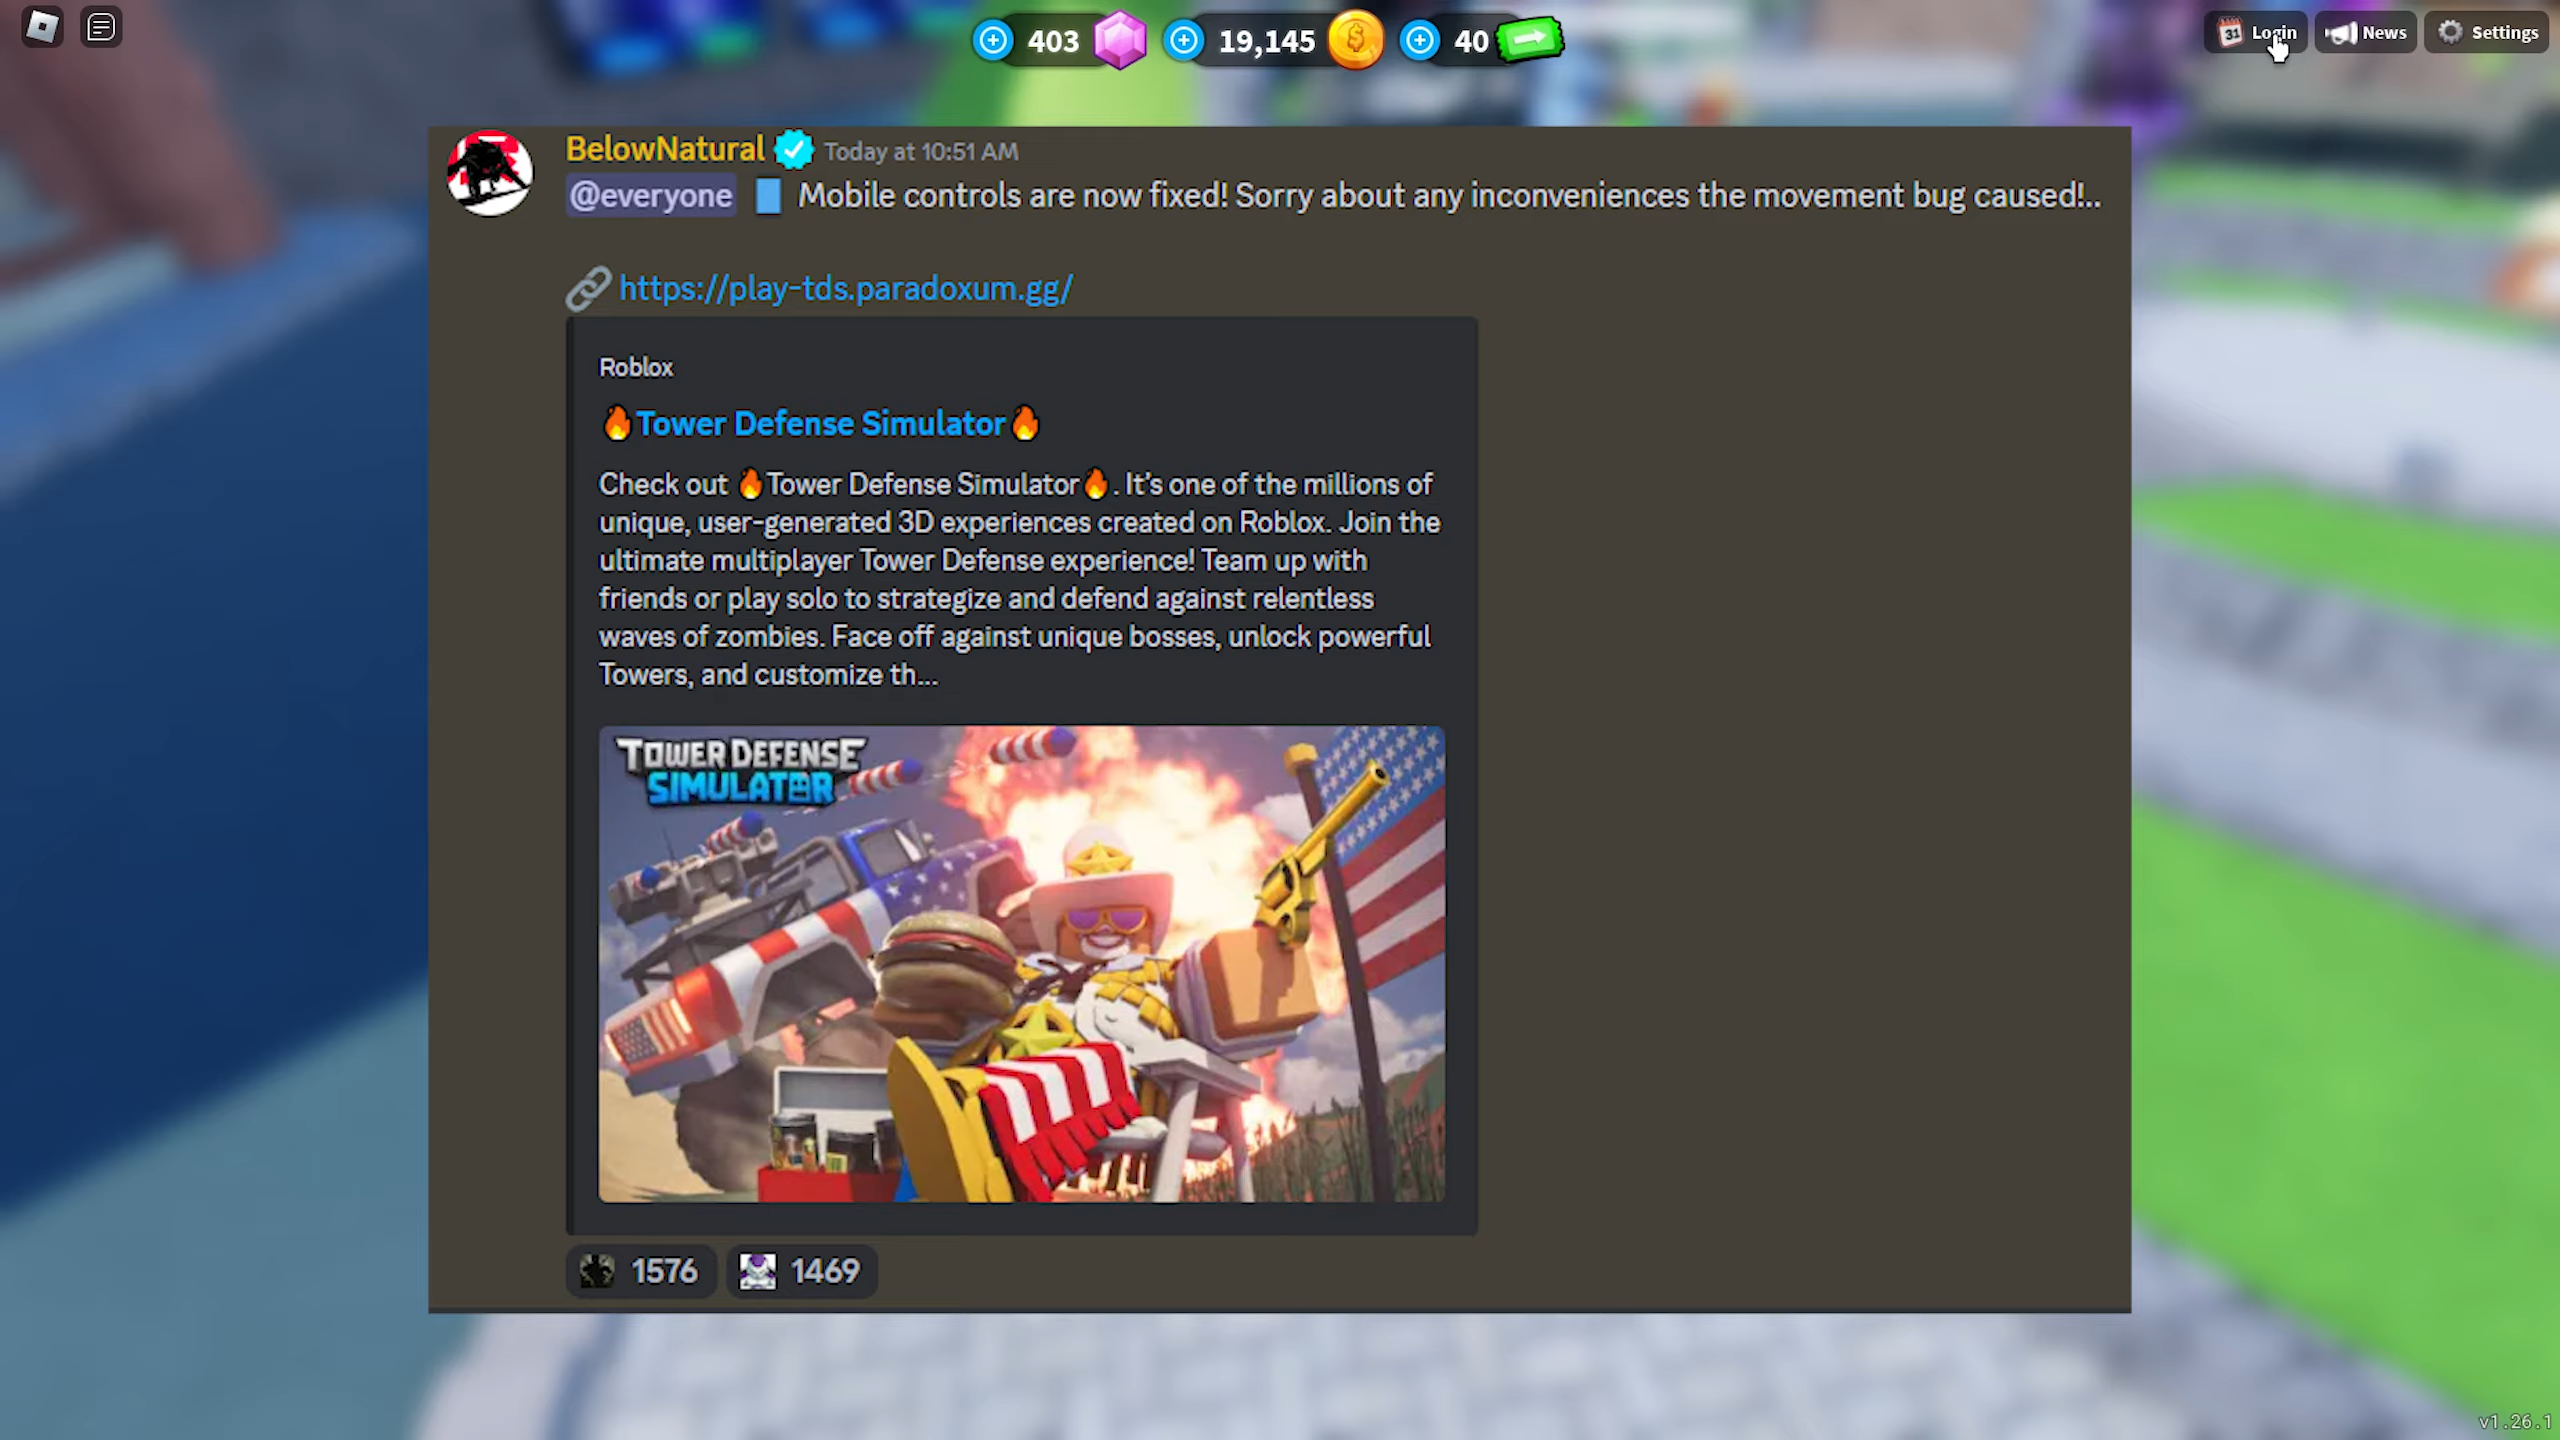 403
19,145
40
31
Login
News
Settings
BelowNatural Today at 10:51 AM
@everyone Mobile controls are now fixed! Sorry about any inconveniences the movement bug caused!..
https://play-tds.paradoxum.gg/
Roblox
🔥Tower Defense Simulator🔥
Check out 🔥Tower Defense Simulator🔥. It's one of the millions of
unique, user-generated 3D experiences created on Roblox. Join the
ultimate multiplayer Tower Defense experience! Team up with
friends or play solo to strategize and defend against relentless
waves of zombies. Face off against unique bosses, unlock powerful
Towers, and customize th...
TOWER DEFENSE
SIMULATOR
1576
1469
v1.26.1